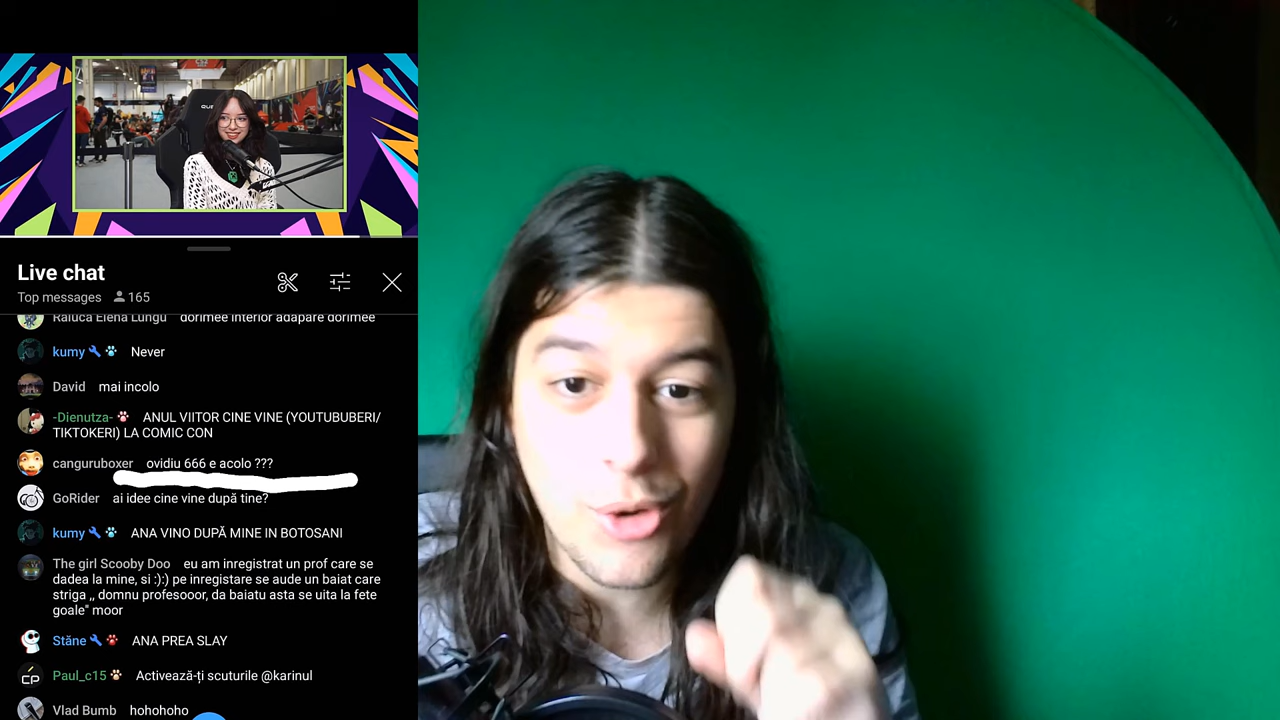 QU
Live chat
Top messages 165
Raluca Elena Lungu dorimee interior adapare dorimee
kumy Never
David mai incolo
-Dienutza- ANUL VIITOR CINE VINE (YOUTUBUBERI/
TIKTOKERI) LA COMIC CON
canguruboxer ovidiu 666 e acolo ???
GoRider ai idee cine vine după tine?
kumy ANA VINO DUPĂ MINE IN BOTOSANI
The girl Scooby Doo eu am inregistrat un prof care se
dadea la mine, si :):) pe inregistare se aude un baiat care
striga ,, domnu profesooor, da baiatu asta se uita la fete
goale" moor
Stăne ANA PREA SLAY
CP
Paul_c15 Activează-ți scuturile @karinul
Vlad Bumb hohohoho